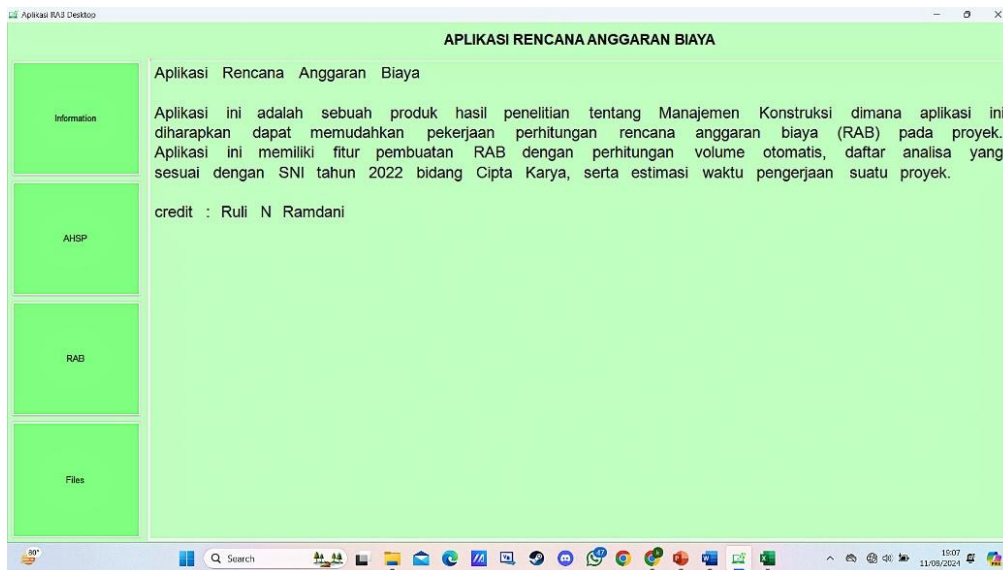 Aplikasi RAB Desktop
APLIKASI RENCANA ANGGARAN BIAYA
Information
AHSP
RAB
Files
Aplikasi Rencana Anggaran Biaya
Aplikasi ini adalah sebuah produk hasil penelitian tentang Manajemen Konstruksi dimana aplikasi ini
diharapkan dapat memudahkan pekerjaan perhitungan rencana anggaran biaya (RAB) pada proyek.
Aplikasi ini memiliki fitur pembuatan RAB dengan perhitungan volume otomatis, daftar analisa yang
sesuai dengan SNI tahun 2022 bidang Cipta Karya, serta estimasi waktu pengerjaan suatu proyek.
credit : Ruli N Ramdani
80°
Search
47
19:07
11/08/2024